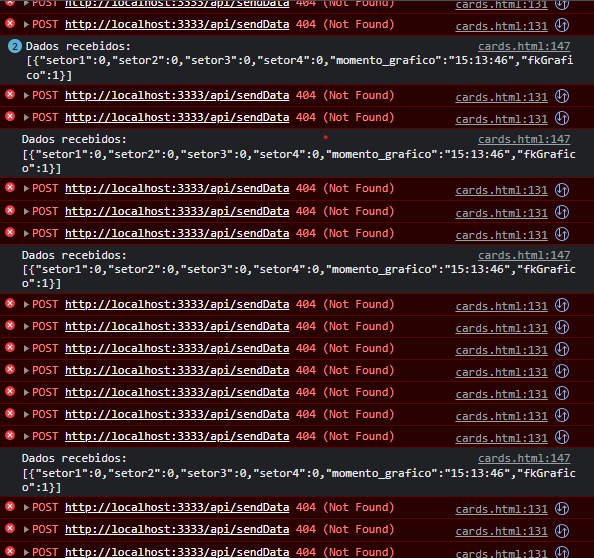 POST http://localhost:3333/api/sendData 404 (Not Found) cards.html:131
POST http://localhost:3333/api/sendData 404 (Not Found) cards.html:131
2 Dados recebidos: cards.html:147
[{"setor1":0,"setor2":0,"setor3":0,"setor4":0,"momento_grafico":"15:13:46","fkGrafi
co":1}]
POST http://localhost:3333/api/sendData 404 (Not Found) cards.html:131
POST http://localhost:3333/api/sendData 404 (Not Found) cards.html:131
Dados recebidos: cards.html:147
[{"setor1":0,"setor2":0,"setor3":0,"setor4":0,"momento_grafico":"15:13:46","fkGrafic
o":1}]
POST http://localhost:3333/api/sendData 404 (Not Found) cards.html:131
POST http://localhost:3333/api/sendData 404 (Not Found) cards.html:131
POST http://localhost:3333/api/sendData 404 (Not Found) cards.html:131
Dados recebidos: cards.html:147
[{"setor1":0,"setor2":0,"setor3":0,"setor4":0,"momento_grafico":"15:13:46","fkGrafic
o":1}]
POST http://localhost:3333/api/sendData 404 (Not Found) cards.html:131
POST http://localhost:3333/api/sendData 404 (Not Found) cards.html:131
POST http://localhost:3333/api/sendData 404 (Not Found) cards.html:131
POST http://localhost:3333/api/sendData 404 (Not Found) cards.html:131
POST http://localhost:3333/api/sendData 404 (Not Found) cards.html:131
POST http://localhost:3333/api/sendData 404 (Not Found) cards.html:131
POST http://localhost:3333/api/sendData 404 (Not Found) cards.html:131
Dados recebidos: cards.html:147
[{"setor1":0,"setor2":0,"setor3":0,"setor4":0,"momento_grafico":"15:13:46","fkGrafic
o":1}]
POST http://localhost:3333/api/sendData 404 (Not Found) cards.html:131
POST http://localhost:3333/api/sendData 404 (Not Found) cards.html:131
POST http://localhost:3333/api/sendData 404 (Not Found) cards.html:131